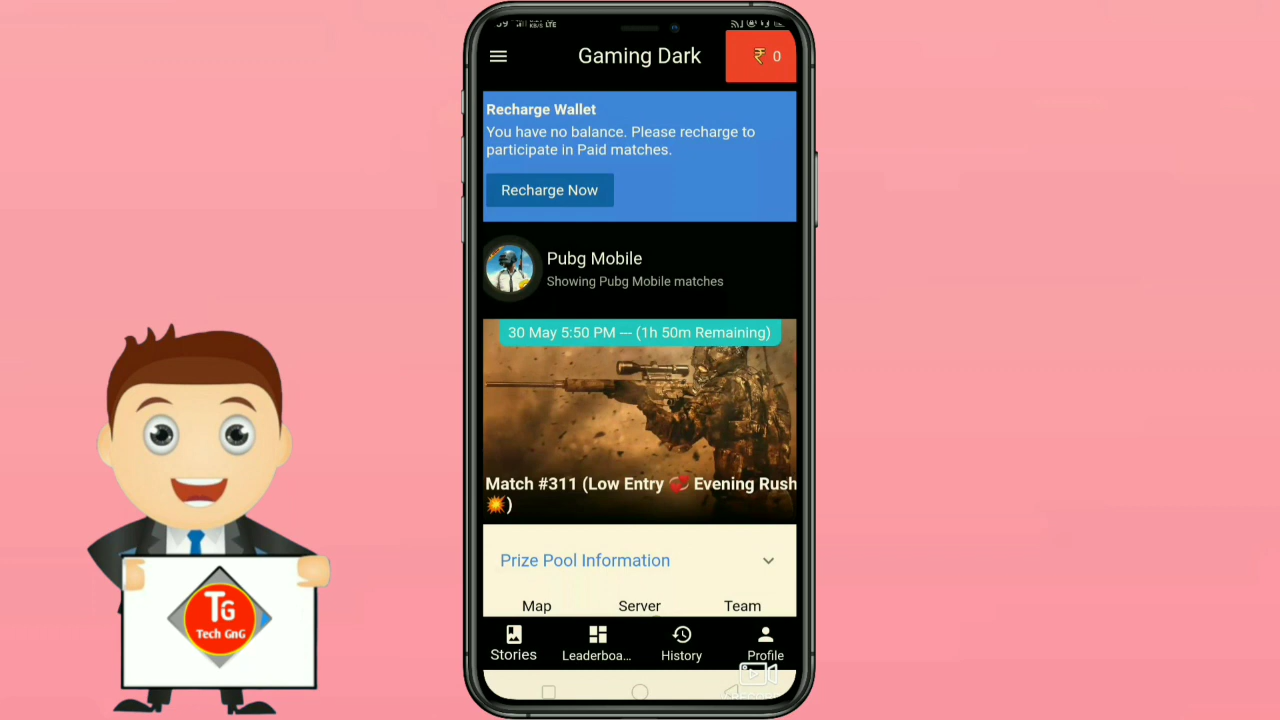 LTE
Gaming Dark
₹ 0
Recharge Wallet
You have no balance. Please recharge to
participate in Paid matches.
Recharge Now
Pubg Mobile
Showing Pubg Mobile matches
30 May 5:50 PM — (1h 50m Remaining)
Match #311 (Low Entry 💞 Evening Rush
💥)
Prize Pool Information
Map Server Team
Stories Leaderboa... History Profile
TG
Tech GnG